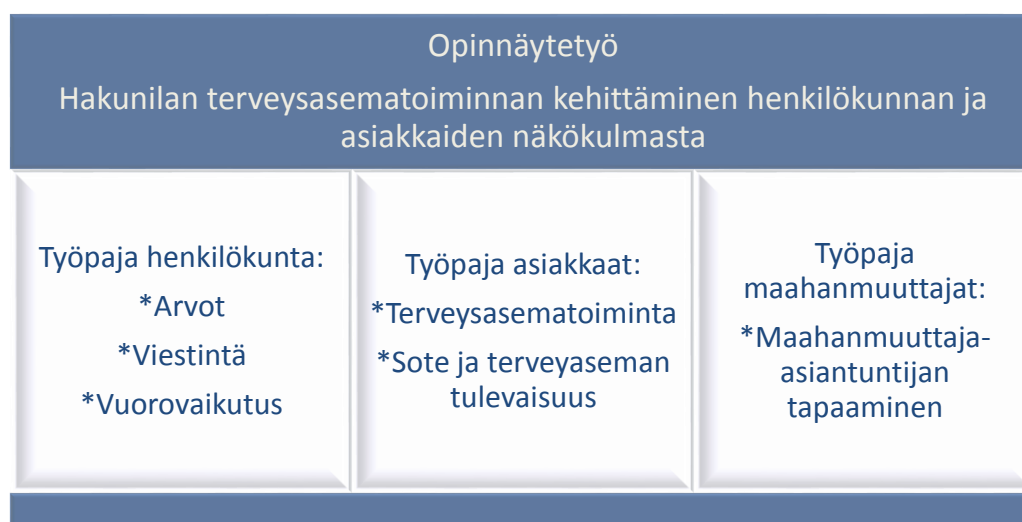 Opinnäytetyö
Hakunilan terveysasematoiminnan kehittäminen henkilökunnan ja
asiakkaiden näkökulmasta
Työpaja henkilökunta:
*Arvot
*Viestintä
*Vuorovaikutus
Työpaja asiakkaat:
*Terveysasematoiminta
*Sote ja terveyaseman
tulevaisuus
Työpaja
maahanmuuttajat:
*Maahanmuuttaja-
asiantuntijan
tapaaminen